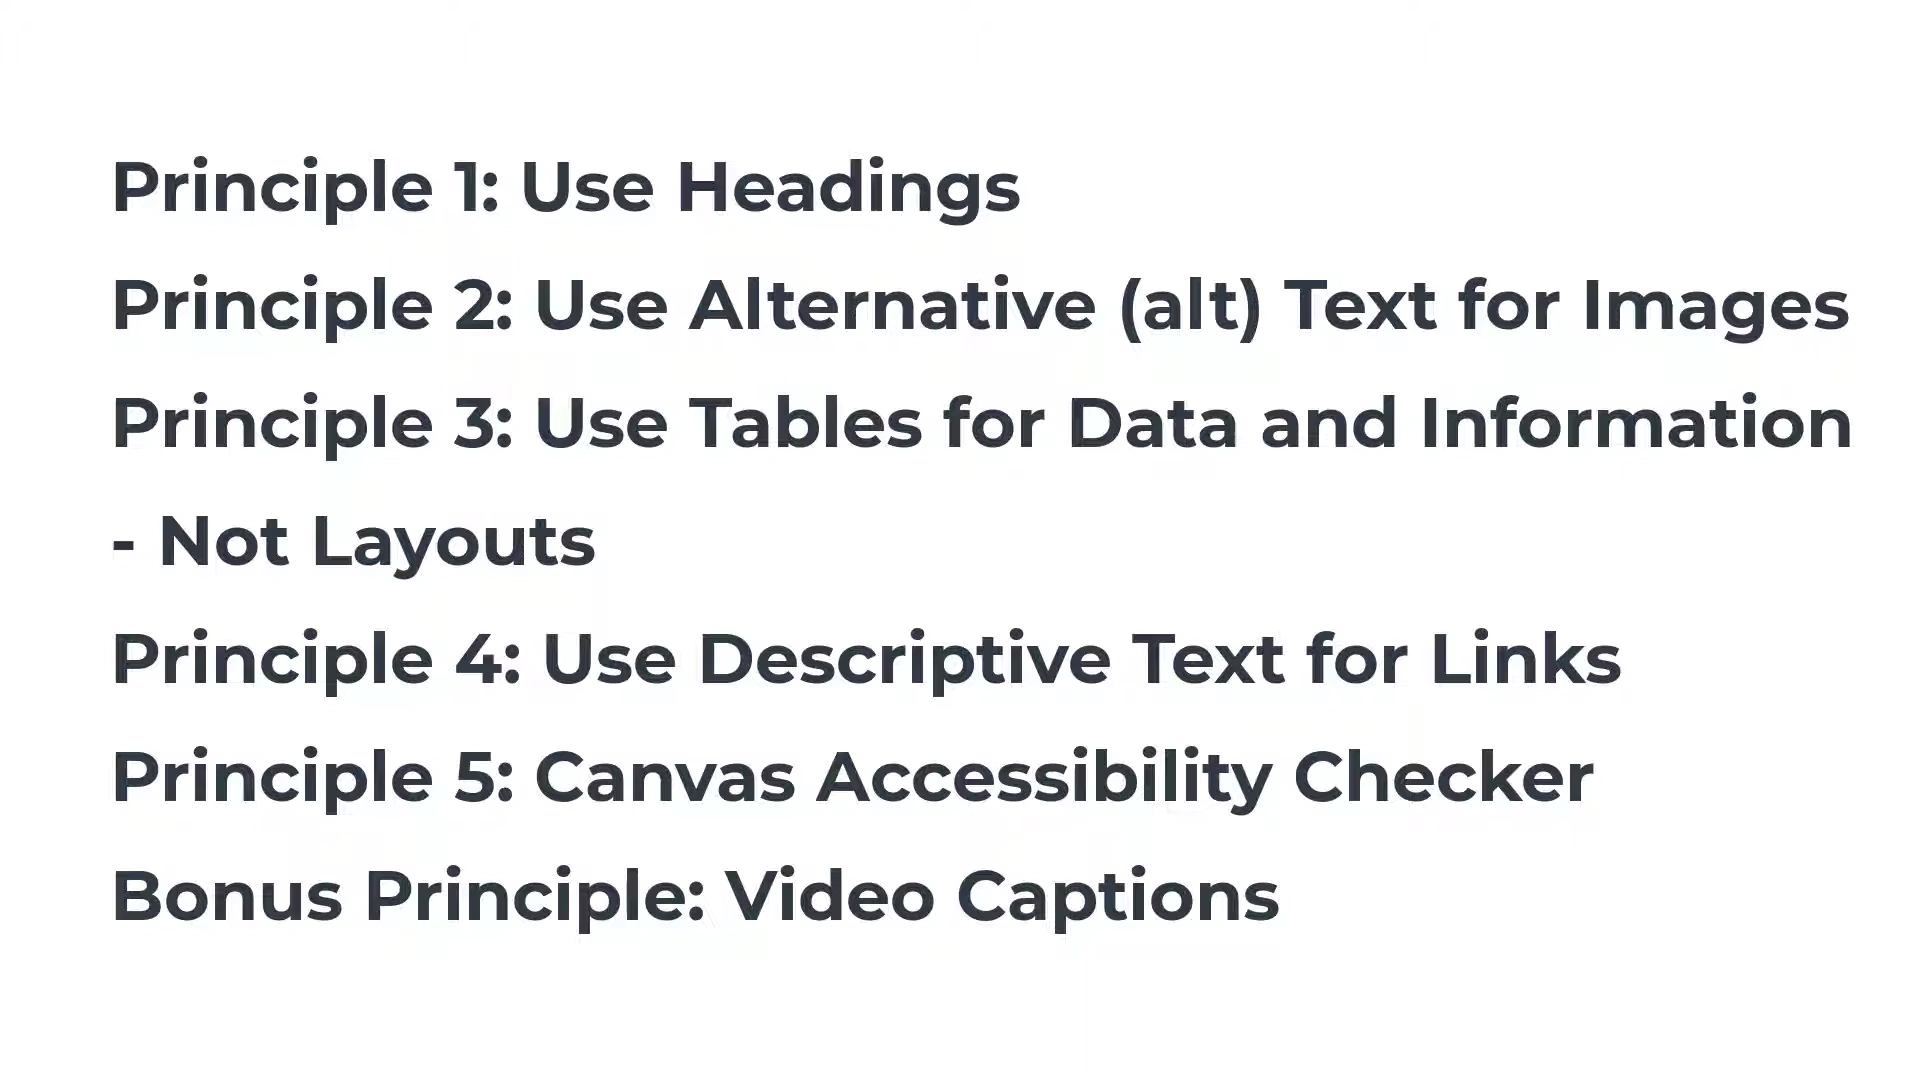 Principle 1: Use Headings
Principle 2: Use Alternative (alt) Text for Images
Principle 3: Use Tables for Data and Information
- Not Layouts
Principle 4: Use Descriptive Text for Links
Principle 5: Canvas Accessibility Checker
Bonus Principle: Video Captions